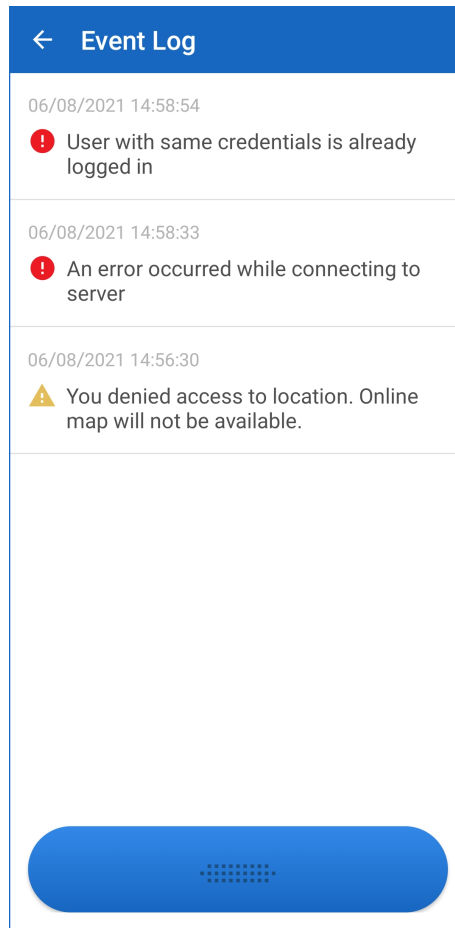 Event Log
06/08/2021 14:58:54
User with same credentials is already
logged in
06/08/2021 14:58:33
An error occurred while connecting to
server
06/08/2021 14:56:30
You denied access to location. Online
map will not be available.